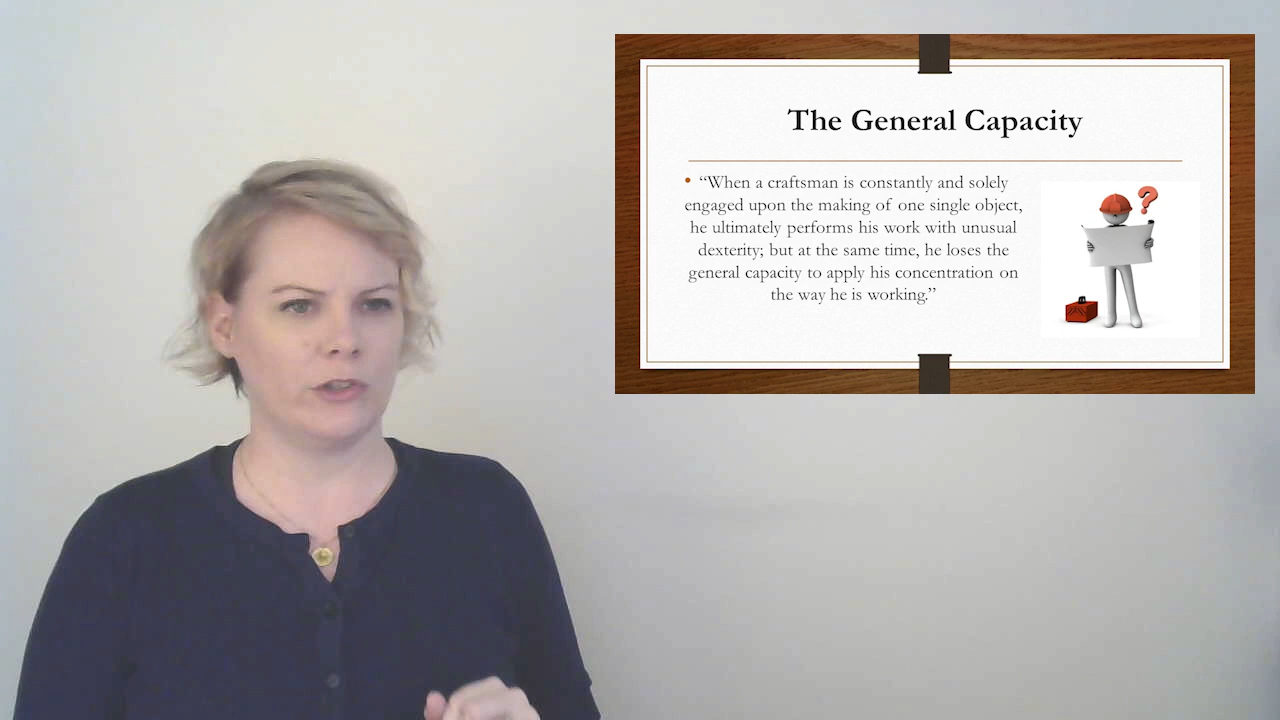 The General Capacity
• “When a craftsman is constantly and solely
engaged upon the making of one single object,
he ultimately performs his work with unusual
dexterity; but at the same time, he loses the
general capacity to apply his concentration on
the way he is working.”
?